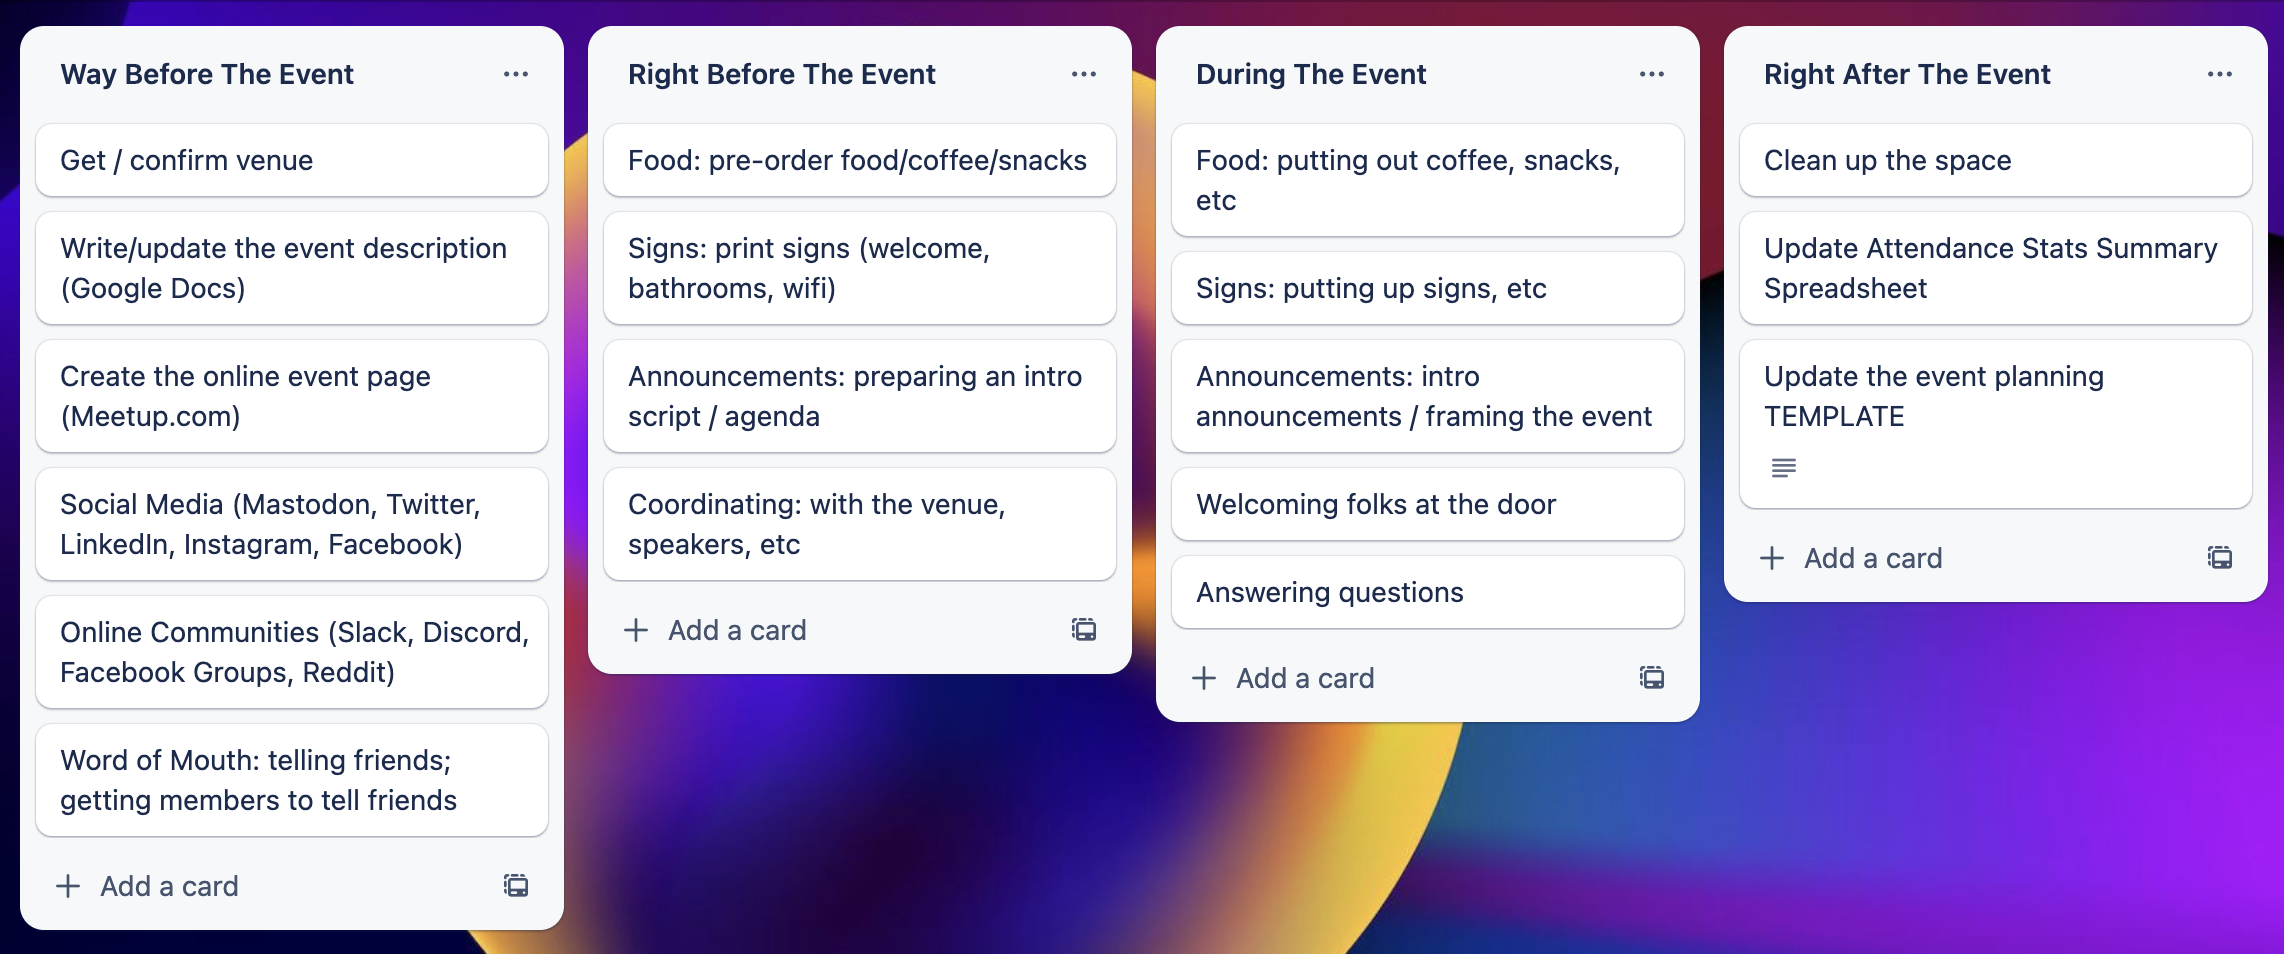 Way Before The Event
Get / confirm venue
Write/update the event description
(Google Docs)
Create the online event page
(Meetup.com)
Social Media (Mastodon, Twitter,
LinkedIn, Instagram, Facebook)
Online Communities (Slack, Discord,
Facebook Groups, Reddit)
Word of Mouth: telling friends;
getting members to tell friends
+ Add a card
Right Before The Event
Food: pre-order food/coffee/snacks
Signs: print signs (welcome,
bathrooms, wifi)
Announcements: preparing an intro
script / agenda
Coordinating: with the venue,
speakers, etc
+ Add a card
During The Event
Food: putting out coffee, snacks,
etc
Signs: putting up signs, etc
Announcements: intro
announcements / framing the event
Welcoming folks at the door
Answering questions
+ Add a card
Right After The Event
Clean up the space
Update Attendance Stats Summary
Spreadsheet
Update the event planning
TEMPLATE
+ Add a card